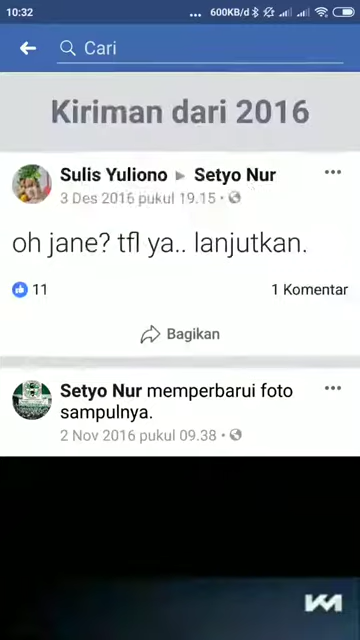 10:32
... 600KB/d
Cari
Kiriman dari 2016
Sulis Yuliono ▶ Setyo Nur
3 Des 2016 pukul 19.15 •
oh jane? tfl ya.. lanjutkan.
11
1 Komentar
Bagikan
Setyo Nur memperbarui foto
sampulnya.
2 Nov 2016 pukul 09.38 •